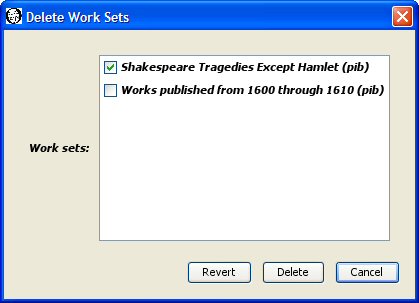 Delete Work Sets
Shakespeare Tragedies Except Hamlet (pib)
Works published from 1600 through 1610 (pib)
Work sets:
Revert
Delete
Cancel